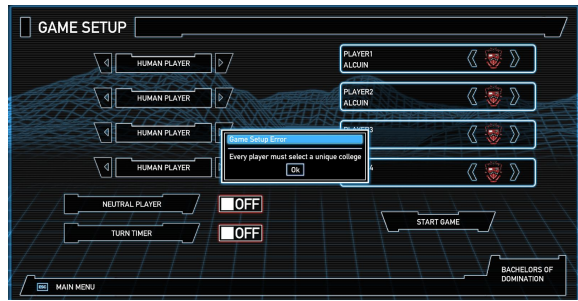 GAME SETUP
HUMAN PLAYER
PLAYER1
ALCUIN
HUMAN PLAYER
PLAYER2
ALCUIN
HUMAN PLAYER
Game Setup Error
Every player must select a unique college
Ok
HUMAN PLAYER
4
NEUTRAL PLAYER
OFF
START GAME
TURN TIMER
OFF
BACHELORS OF
DOMINATION
ESC MAIN MENU